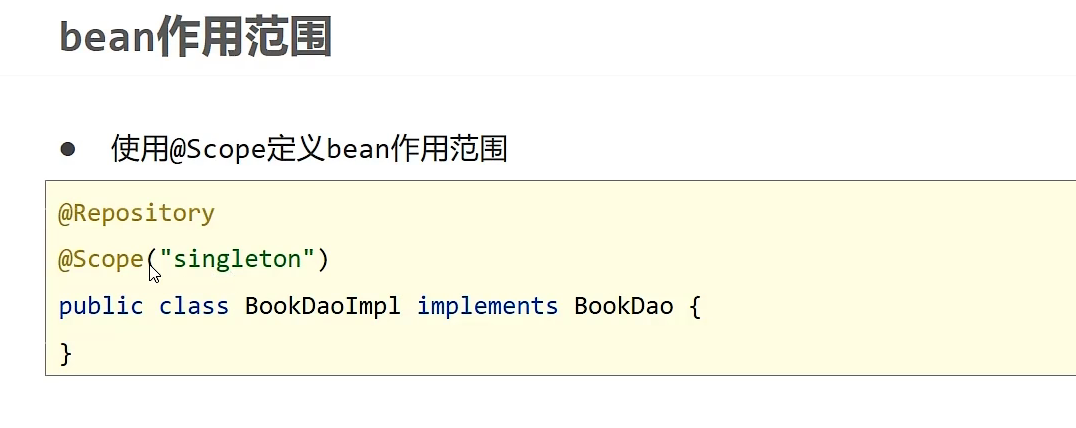 bean作用范围
● 使用@Scope定义bean作用范围
@Repository
@Scope("singleton")
public class BookDaoImpl implements BookDao {
}